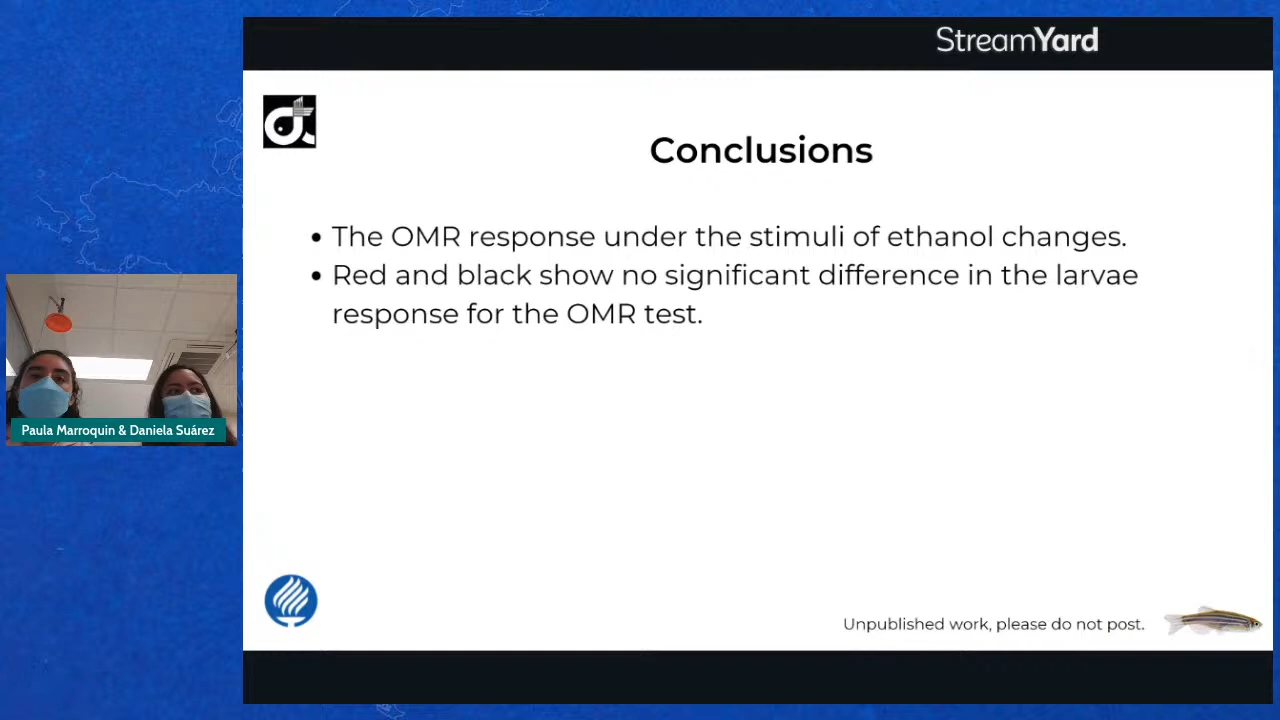 StreamYard
Conclusions
• The OMR response under the stimuli of ethanol changes.
• Red and black show no significant difference in the larvae
response for the OMR test.
Paula Marroquin & Daniela Suárez
Unpublished work, please do not post.